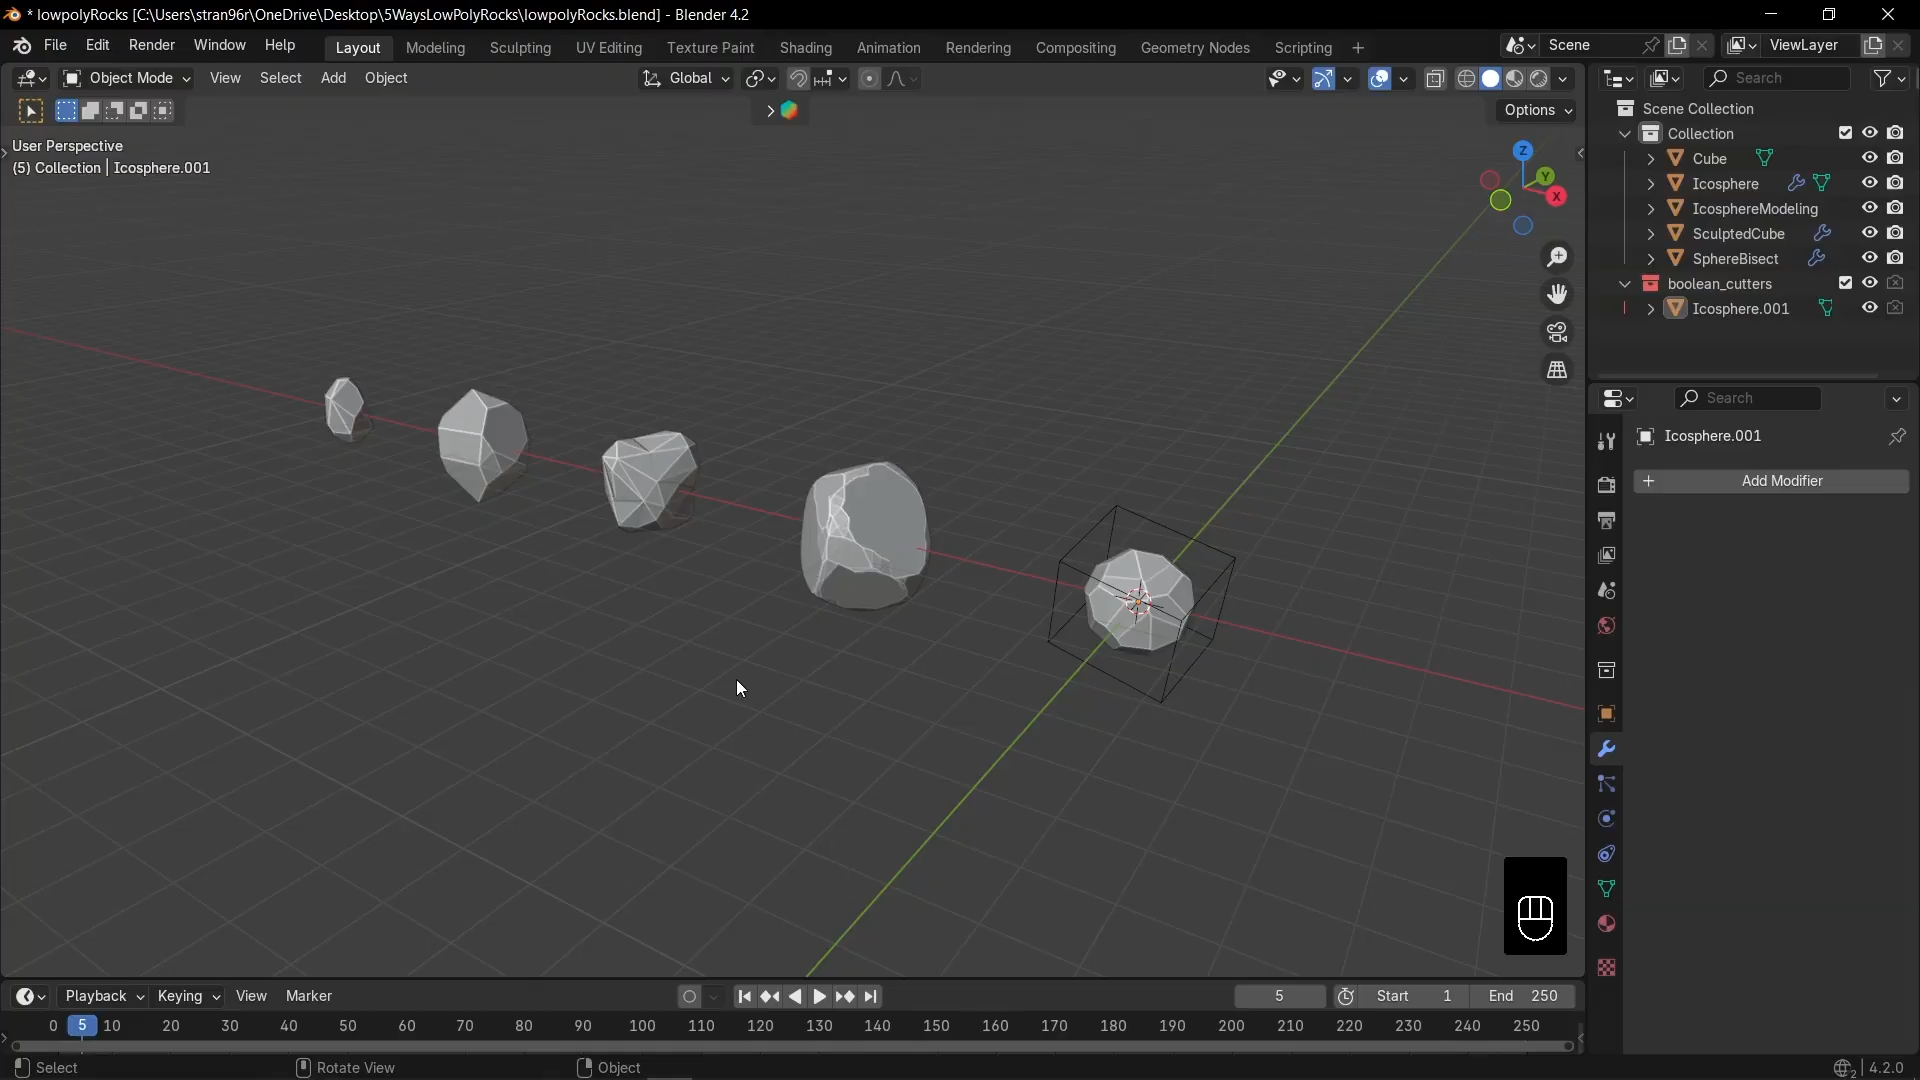 * lowpolyRocks [C:\Users\stran96r\OneDrive\Desktop\5WaysLowPolyRocks\lowpolyRocks.blend] - Blender 4.2
File Edit Render Window Help Layout Modeling Sculpting UV Editing Texture Paint Shading Animation Rendering Compositing Geometry Nodes Scripting + Scene ViewLayer
Object Mode View Select Add Object Global Search
Options
User Perspective
(5) Collection | Icosphere.001
Z
Y
X
Scene Collection
Collection
Cube
Icosphere
IcosphereModeling
SculptedCube
SphereBisect
boolean_cutters
Icosphere.001
Search
Icosphere.001
+ Add Modifier
Playback Keying View Marker 5 Start 1 End 250
0 5 10 20 30 40 50 60 70 80 90 100 110 120 130 140 150 160 170 180 190 200 210 220 230 240 250
Select Rotate View Object 2 4.2.0